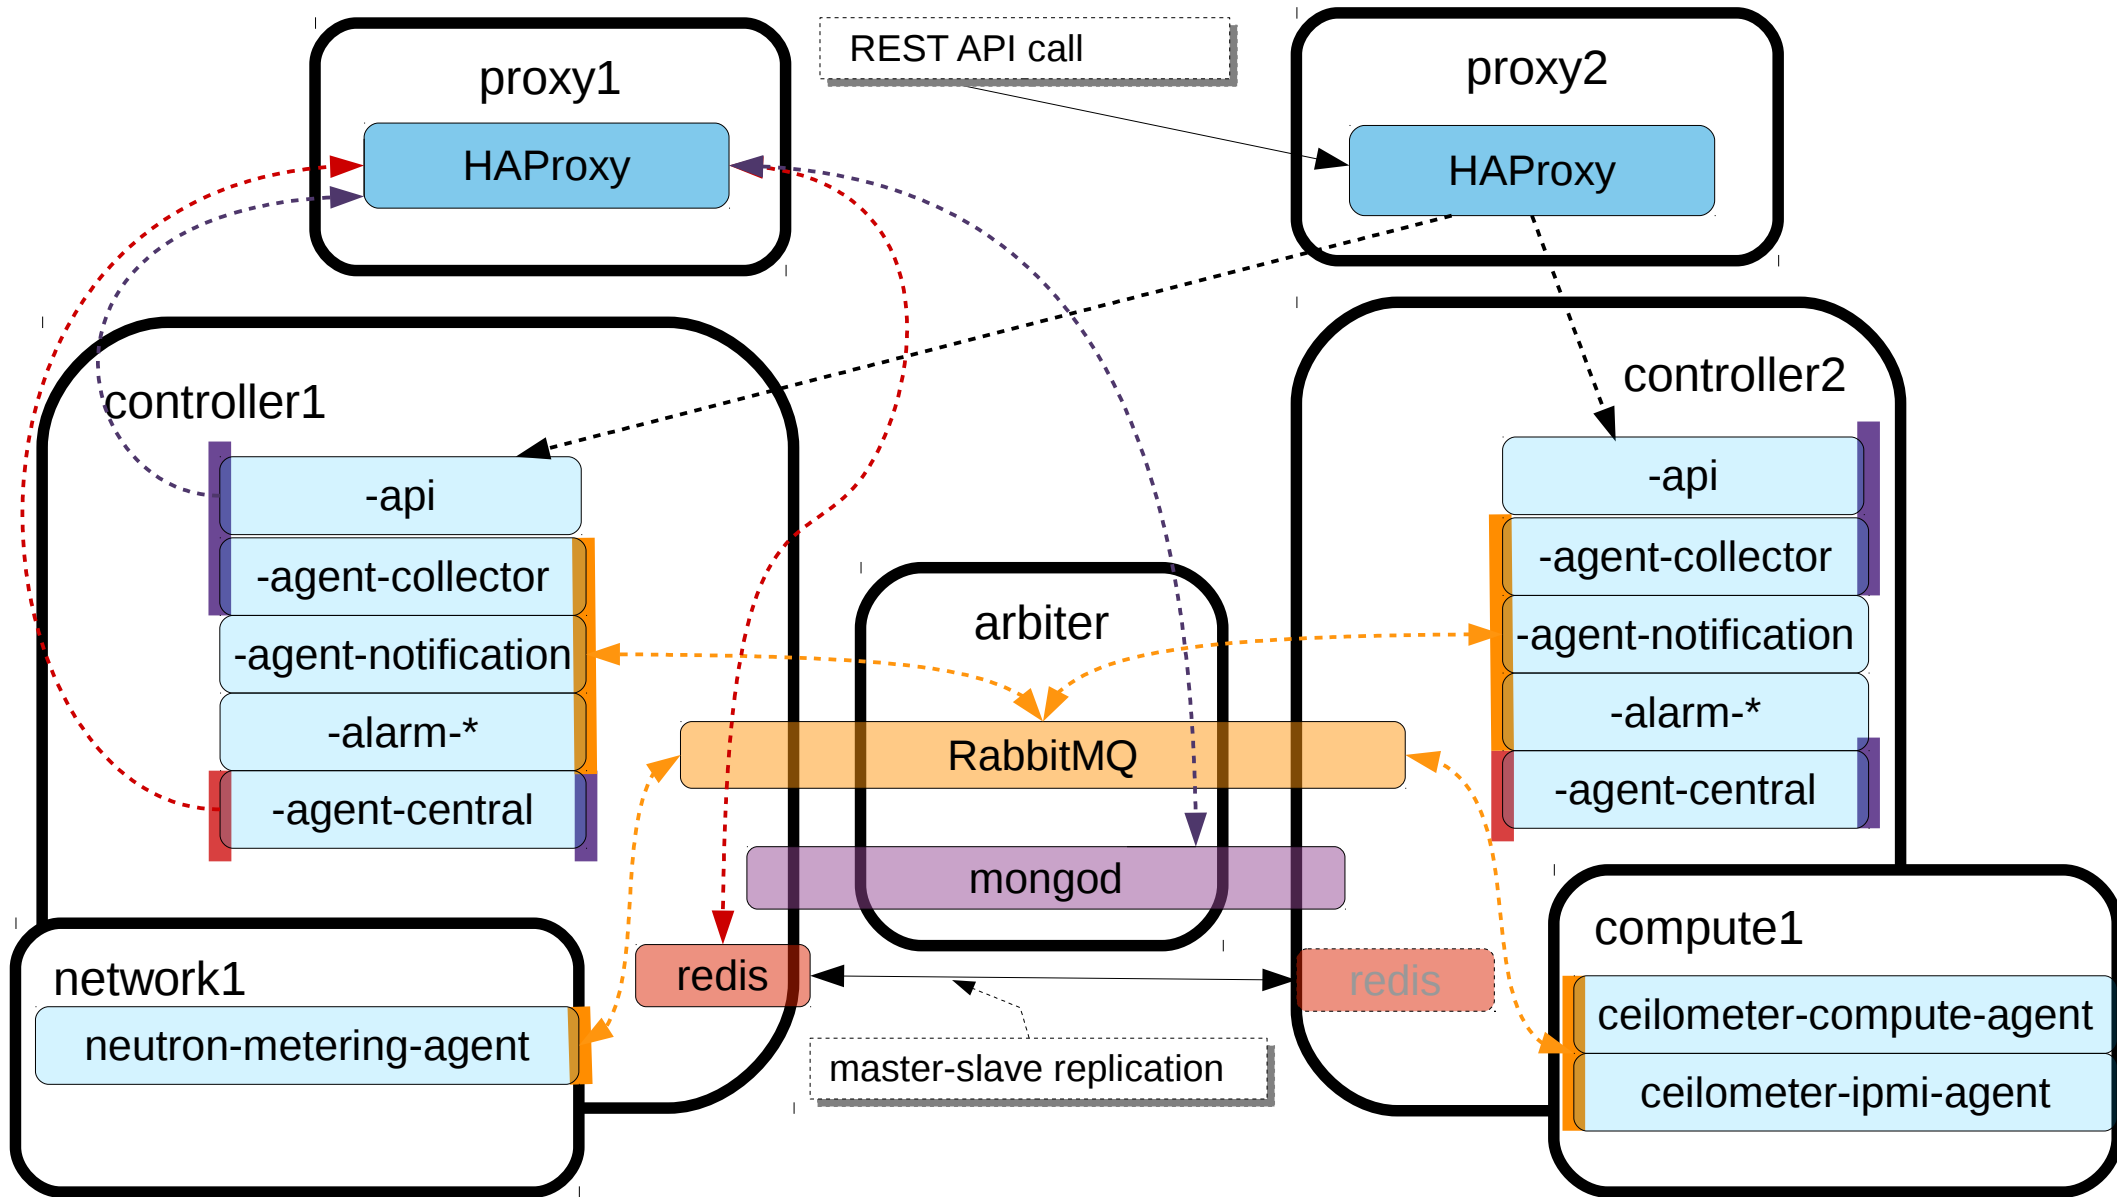 proxy1
HAProxy
REST API call
proxy2
HAProxy
controller1
-api
-agent-collector
-agent-notification
-alarm-*
-agent-central
controller2
-api
-agent-collector
-agent-notification
-alarm-*
-agent-central
arbiter
RabbitMQ
mongod
redis
redis
master-slave replication
network1
neutron-metering-agent
compute1
ceilometer-compute-agent
ceilometer-ipmi-agent